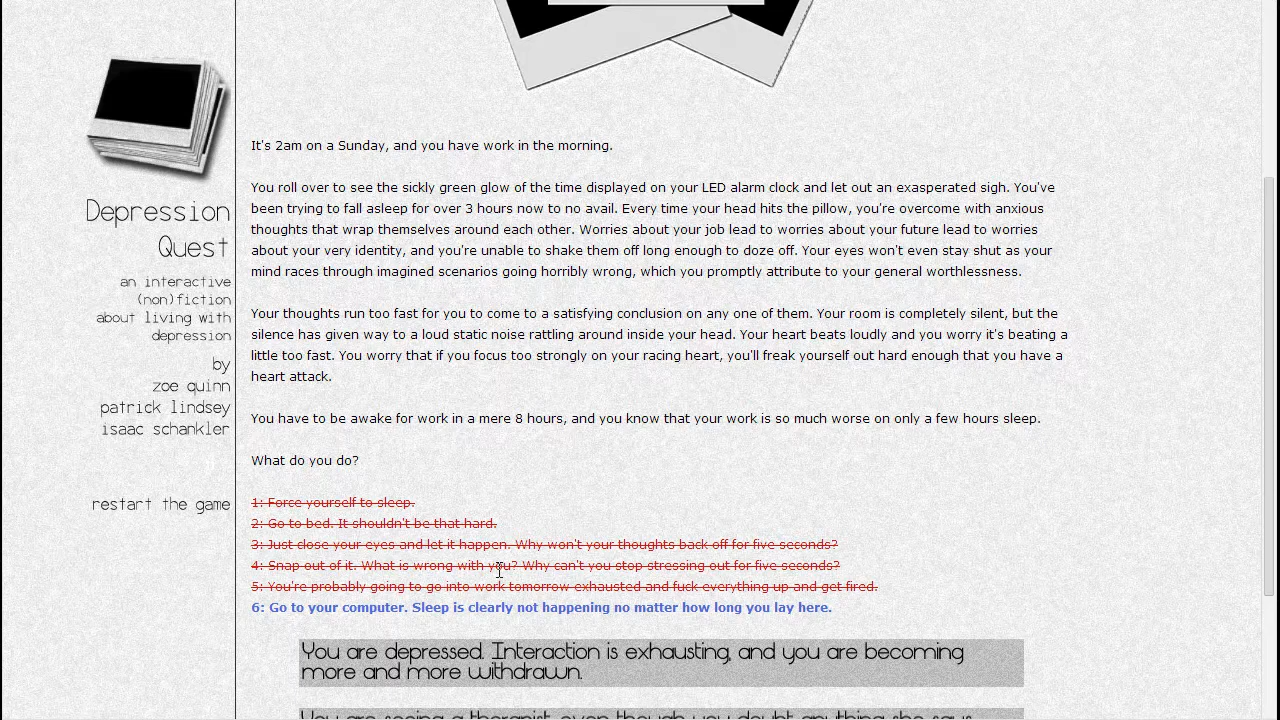 Depression
Quest
an interactive
(non)fiction
about living with
depression
by
zoe quinn
patrick lindsey
isaac schankler
restart the game
It's 2am on a Sunday, and you have work in the morning.
You roll over to see the sickly green glow of the time displayed on your LED alarm clock and let out an exasperated sigh. You've
been trying to fall asleep for over 3 hours now to no avail. Every time your head hits the pillow, you're overcome with anxious
thoughts that wrap themselves around each other. Worries about your job lead to worries about your future lead to worries
about your very identity, and you're unable to shake them off long enough to doze off. Your eyes won't even stay shut as your
mind races through imagined scenarios going horribly wrong, which you promptly attribute to your general worthlessness.
Your thoughts run too fast for you to come to a satisfying conclusion on any one of them. Your room is completely silent, but the
silence has given way to a loud static noise rattling around inside your head. Your heart beats loudly and you worry it's beating a
little too fast. You worry that if you focus too strongly on your racing heart, you'll freak yourself out hard enough that you have a
heart attack.
You have to be awake for work in a mere 8 hours, and you know that your work is so much worse on only a few hours sleep.
What do you do?
1: Force yourself to sleep.
2: Go to bed. It shouldn't be that hard.
3: Just close your eyes and let it happen. Why won't your thoughts back off for five seconds?
4: Snap out of it. What is wrong with you? Why can't you stop stressing out for five seconds?
5: You're probably going to go into work tomorrow exhausted and fuck everything up and get fired.
6: Go to your computer. Sleep is clearly not happening no matter how long you lay here.
You are depressed. Interaction is exhausting, and you are becoming
more and more withdrawn.
You are seeing a therapist even though you doubt anything she says